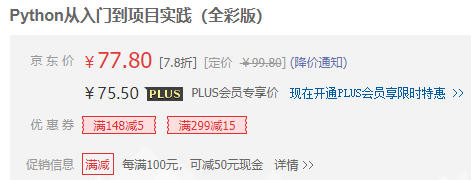 Python从入门到项目实践（全彩版）
京东价 ￥77.80 [7.8折] [定价 ￥99.80] (降价通知)
￥75.50 PLUS PLUS会员专享价 现在开通PLUS会员享限时特惠 >>
优惠券 满148减5 满299减15
促销信息 满减 每满100元，可减50元现金 详情 >>